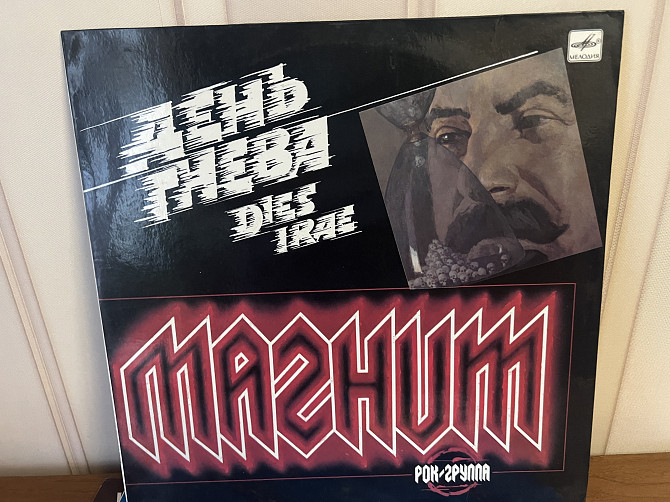 МЕЛОДИЯ
ДЕНЬ
ГНЕВА
DIES
IRAE
МАГНИТ
РОК-ГРУППА